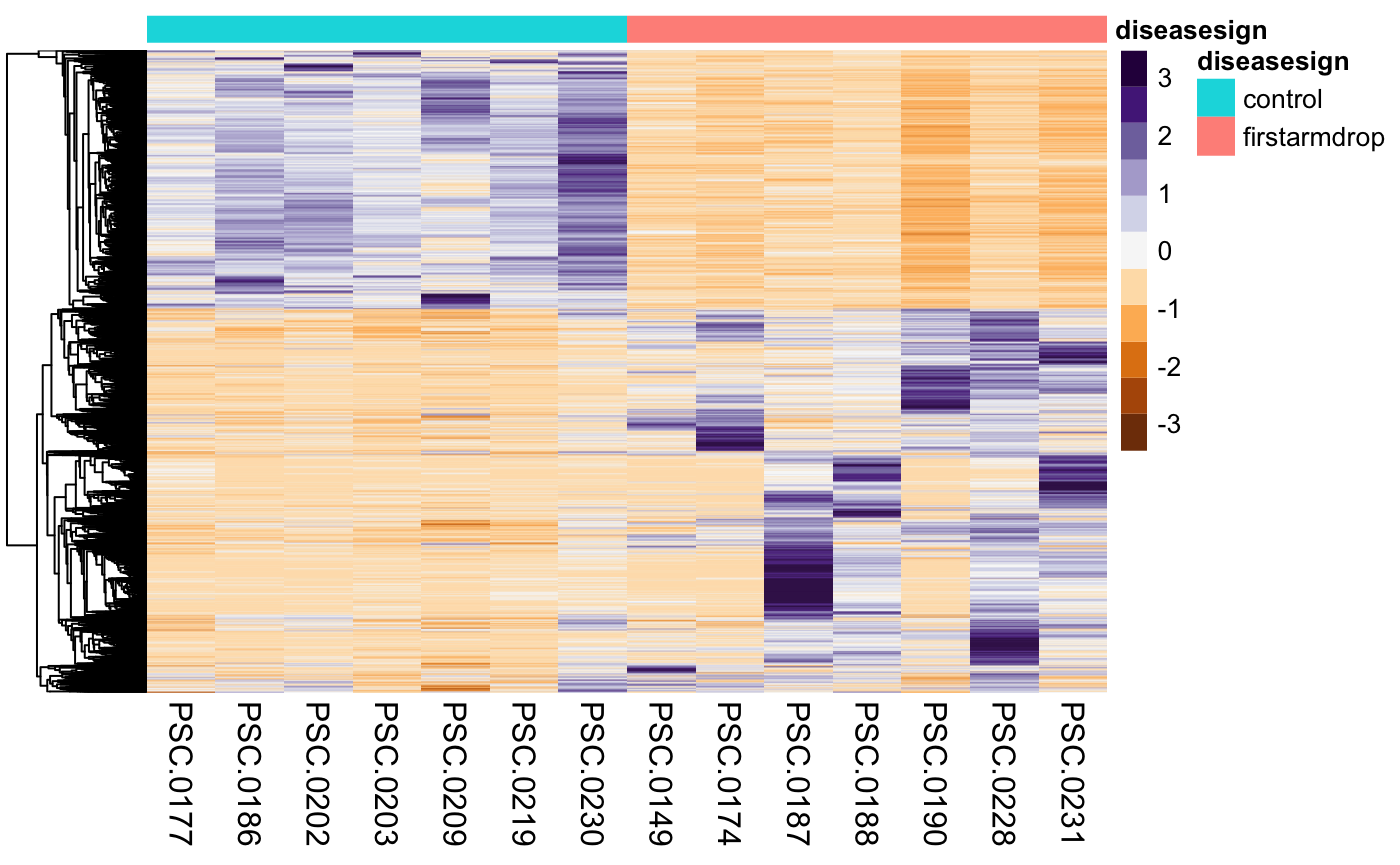 diseasesign
diseasesign
control
firstarmdrop
3
2
1
0
-1
-2
-3
PSC.0177
PSC.0186
PSC.0202
PSC.0203
PSC.0209
PSC.0219
PSC.0230
PSC.0149
PSC.0174
PSC.0187
PSC.0188
PSC.0190
PSC.0228
PSC.0231